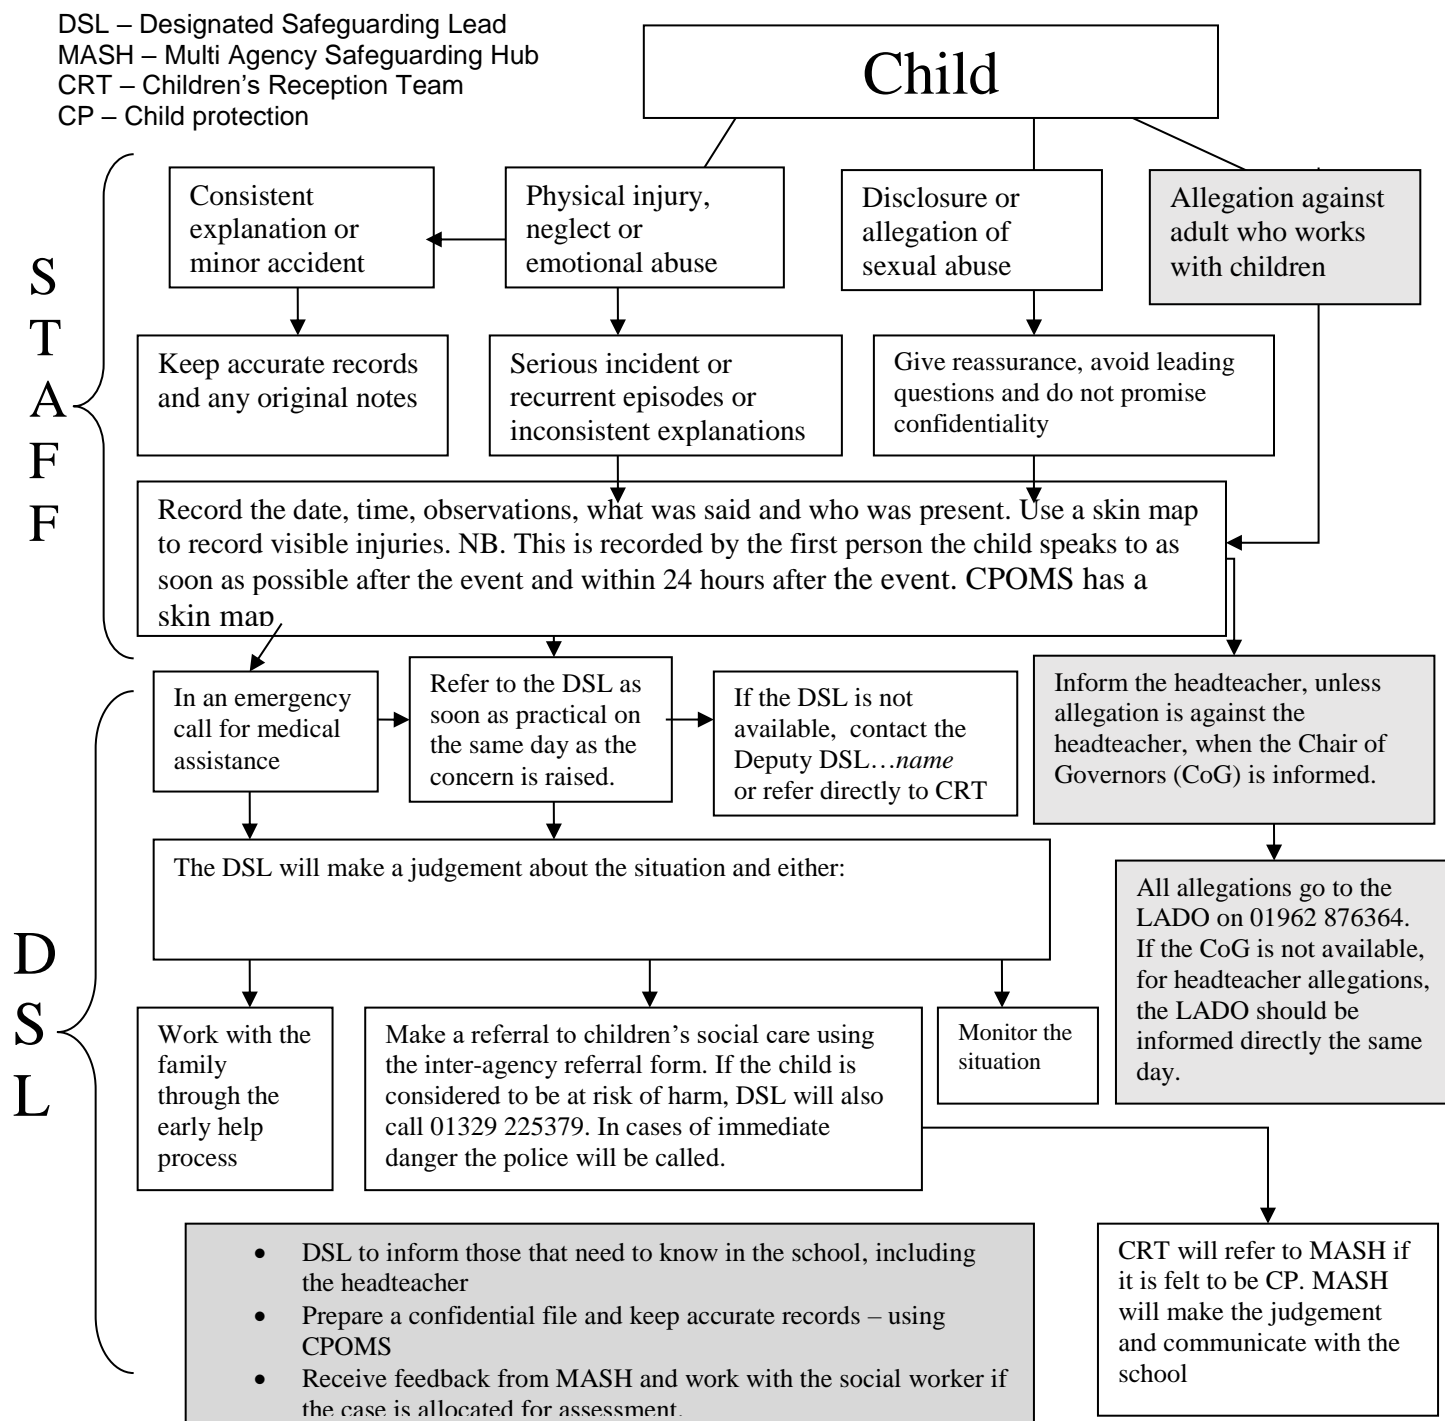 DSL – Designated Safeguarding Lead
MASH – Multi Agency Safeguarding Hub
CRT – Children's Reception Team
CP – Child protection
Child
S
T
A
F
F
Consistent
explanation or
minor accident
Physical injury,
neglect or
emotional abuse
Disclosure or
allegation of
sexual abuse
Allegation against
adult who works
with children
Keep accurate records
and any original notes
Serious incident or
recurrent episodes or
inconsistent explanations
Give reassurance, avoid leading
questions and do not promise
confidentiality
Record the date, time, observations, what was said and who was present. Use a skin map
to record visible injuries. NB. This is recorded by the first person the child speaks to as
soon as possible after the event and within 24 hours after the event. CPOMS has a
skin map
D
S
L
In an emergency
call for medical
assistance
Refer to the DSL as
soon as practical on
the same day as the
concern is raised.
If the DSL is not
available, contact the
Deputy DSL…name
or refer directly to CRT
Inform the headteacher, unless
allegation is against the
headteacher, when the Chair of
Governors (CoG) is informed.
The DSL will make a judgement about the situation and either:
All allegations go to the
LADO on 01962 876364.
If the CoG is not available,
for headteacher allegations,
the LADO should be
informed directly the same
day.
Work with the
family
through the
early help
process
Make a referral to children's social care using
the inter-agency referral form. If the child is
considered to be at risk of harm, DSL will also
call 01329 225379. In cases of immediate
danger the police will be called.
Monitor the
situation
• DSL to inform those that need to know in the school, including
the headteacher
• Prepare a confidential file and keep accurate records – using
CPOMS
• Receive feedback from MASH and work with the social worker if
the case is allocated for assessment.
CRT will refer to MASH if
it is felt to be CP. MASH
will make the judgement
and communicate with the
school